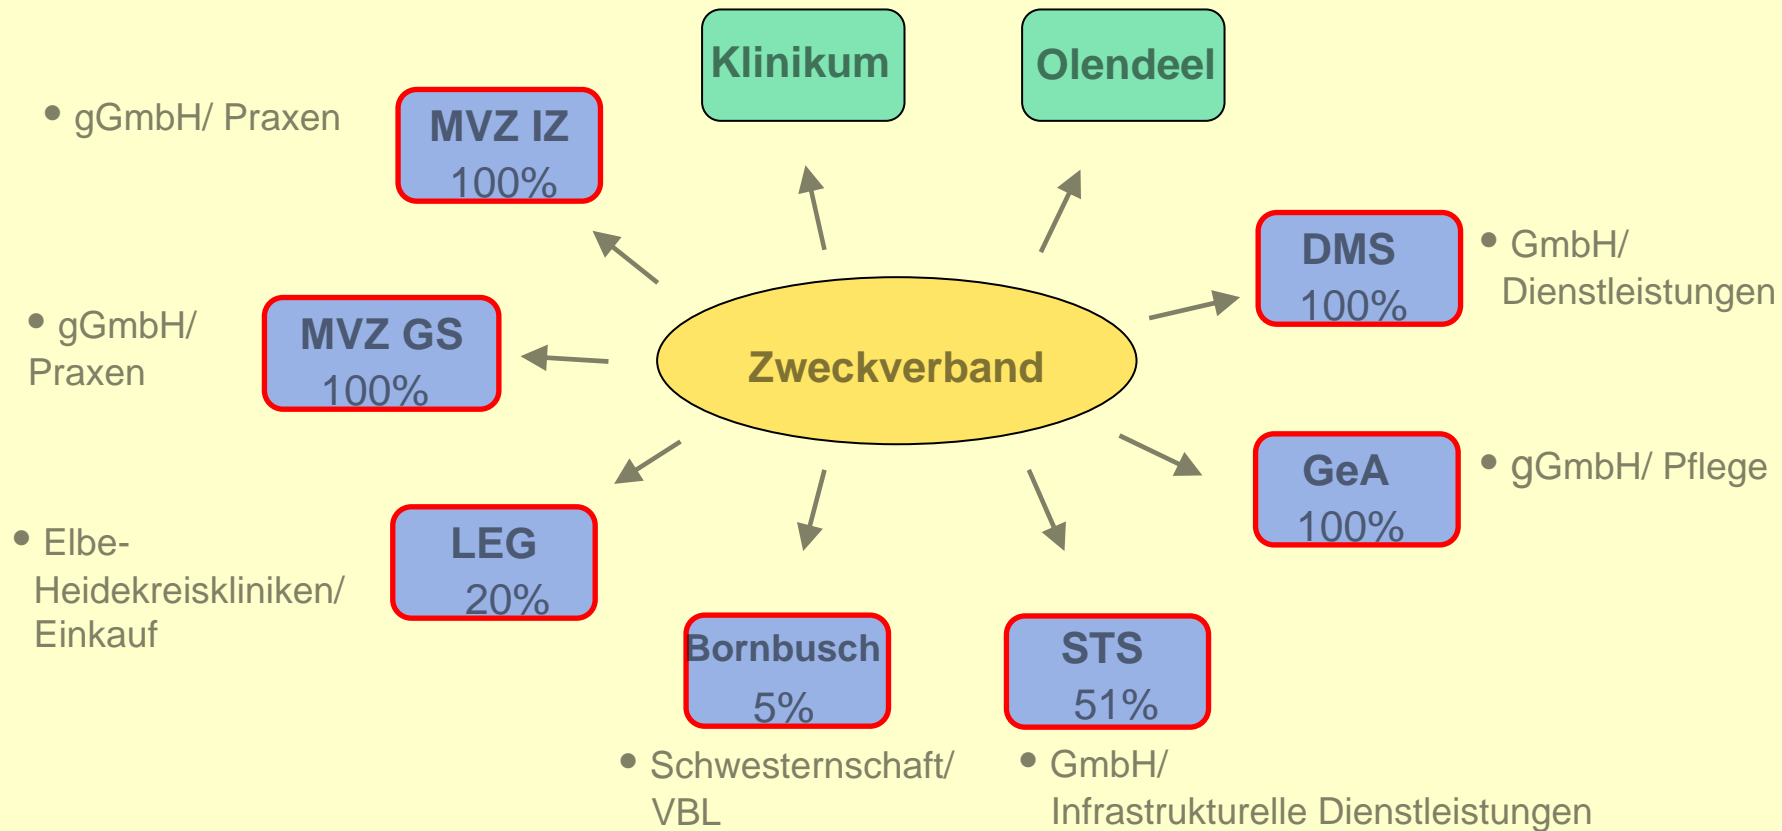 Klinikum
Olendeel
• gGmbH/ Praxen
MVZ IZ
100%
DMS
100%
• GmbH/
Dienstleistungen
• gGmbH/
Praxen
MVZ GS
100%
Zweckverband
GeA
100%
• gGmbH/ Pflege
• Elbe-
Heidekreiskliniken/
Einkauf
LEG
20%
Bornbusch
5%
• Schwesternschaft/
VBL
STS
51%
• GmbH/
Infrastrukturelle Dienstleistungen